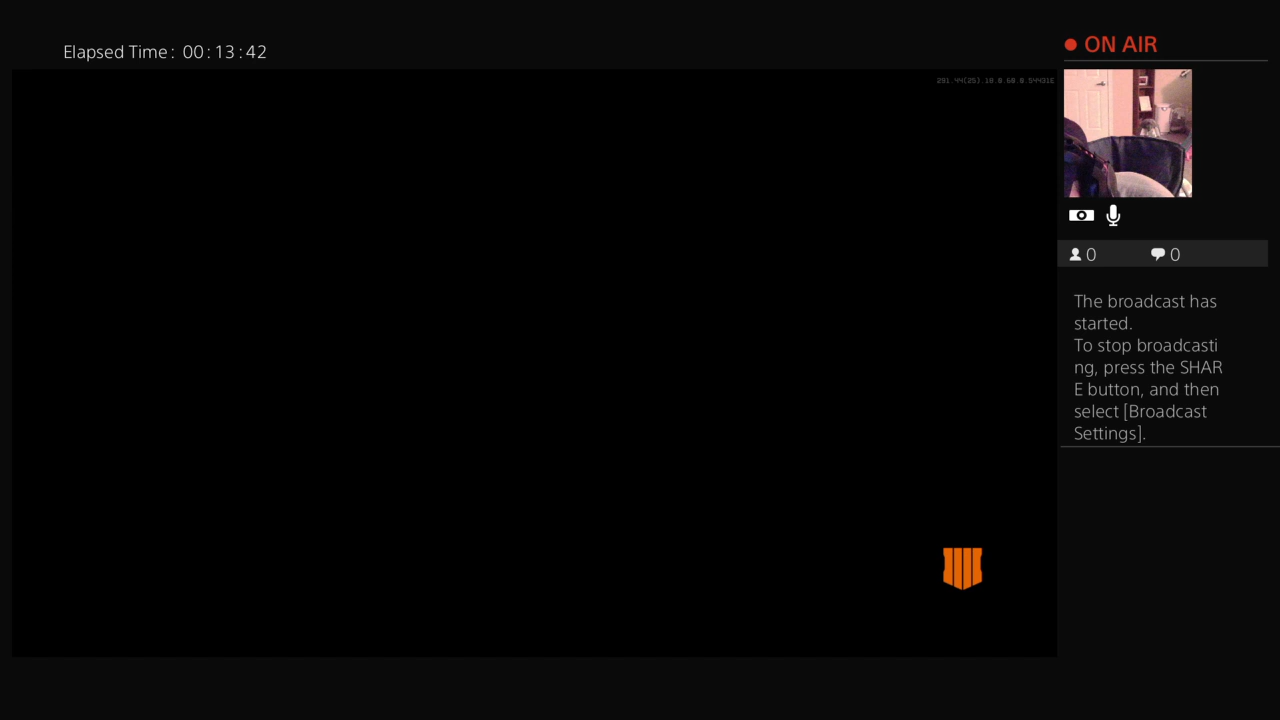 Elapsed Time: 00:13:42
ON AIR
0 0
The broadcast has
started.
To stop broadcasti
ng, press the SHAR
E button, and then
select [Broadcast
Settings].